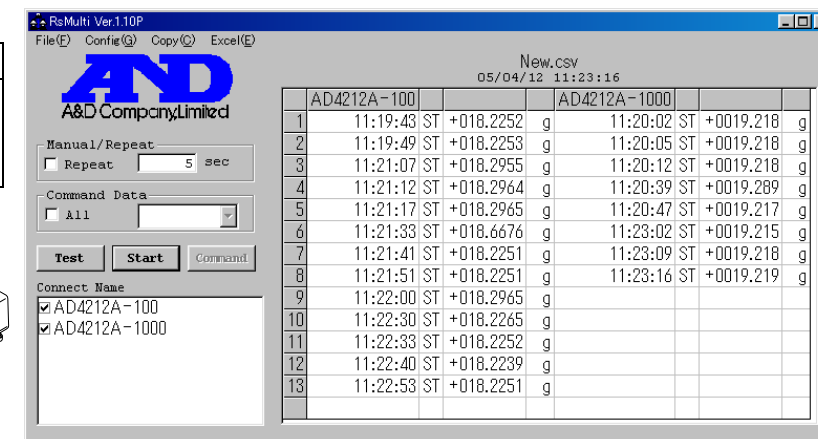 RsMulti Ver.1.10P
File(F) Config(G) Copy(C) Excel(E)
AND
A&D Company,Limited
Manual/Repeat
Repeat 5 sec
Command Data
All
Test Start Command
Connect Name
AD4212A-100
AD4212A-1000
New.csv
05/04/12 11:23:16
AD4212A-100 AD4212A-1000
1 11:19:43 ST +018.2252 g 11:20:02 ST +0019.218 g
2 11:19:49 ST +018.2253 g 11:20:05 ST +0019.218 g
3 11:21:07 ST +018.2955 g 11:20:12 ST +0019.218 g
4 11:21:12 ST +018.2964 g 11:20:39 ST +0019.289 g
5 11:21:17 ST +018.2965 g 11:20:47 ST +0019.217 g
6 11:21:33 ST +018.6676 g 11:23:02 ST +0019.215 g
7 11:21:41 ST +018.2251 g 11:23:09 ST +0019.218 g
8 11:21:51 ST +018.2251 g 11:23:16 ST +0019.219 g
9 11:22:00 ST +018.2965 g
10 11:22:30 ST +018.2265 g
11 11:22:33 ST +018.2252 g
12 11:22:40 ST +018.2239 g
13 11:22:53 ST +018.2251 g